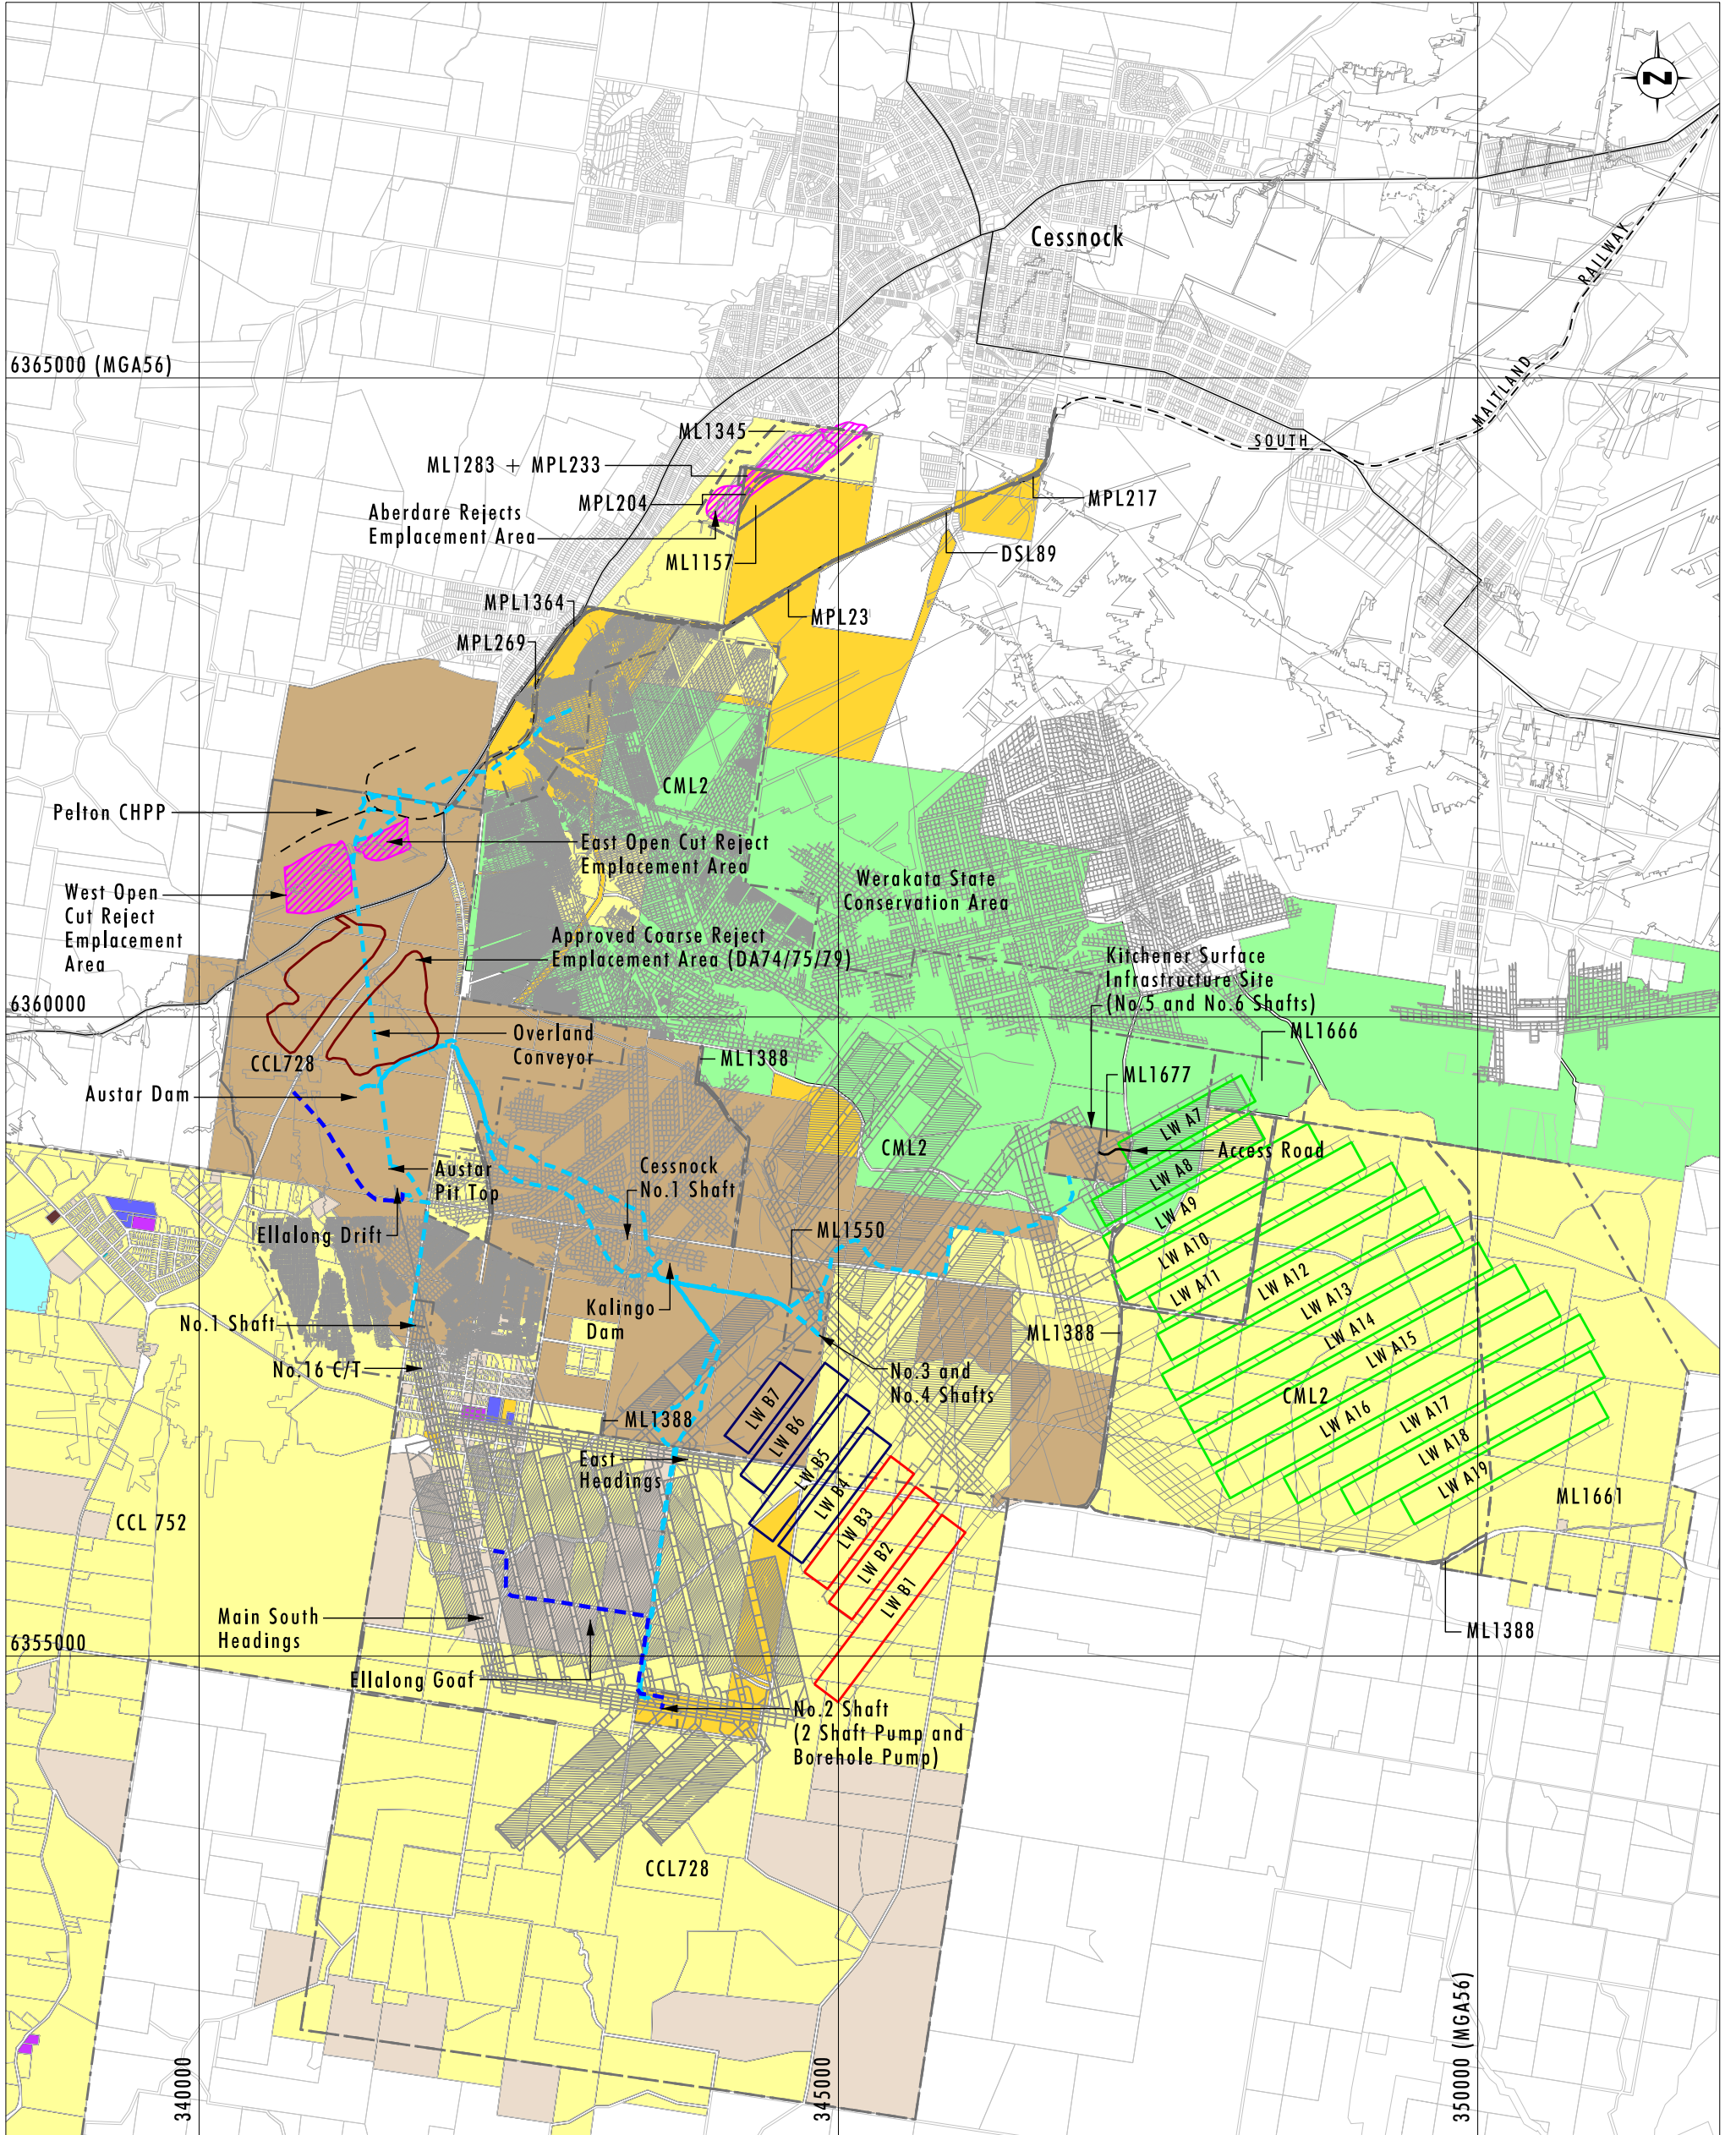 N
Cessnock
RAILWAY
MAITLAND
SOUTH
6365000 (MGA56)
ML1345
ML1283 + MPL233
MPL204
Aberdare Rejects
Emplacement Area
ML1157
MPL217
DSL89
MPL23
MPL1364
MPL269
CML2
Pelton CHPP
East Open Cut Reject
Emplacement Area
West Open
Cut Reject
Emplacement
Area
Werakata State
Conservation Area
Approved Coarse Reject
Emplacement Area (DA74/75/79)
Kitchener Surface
Infrastructure Site
(No.5 and No.6 Shafts)
6360000
Overland
Conveyor
ML1388
ML1666
CCL728
ML1677
Austar Dam
LW A7
CML2
Access Road
Austar
Pit Top
Cessnock
No.1 Shaft
LW A8
LW A9
Ellalong Drift
ML1550
LW A10
LW A11
LW A12
LW A13
LW A14
LW A15
Kalingo
Dam
No.1 Shaft
ML1388
No.16 C/T
No.3 and
No.4 Shafts
CML2
LW A16
LW A17
LW A18
LW A19
ML1388
LW B7
LW B6
LW B5
LW B4
LW B3
LW B2
LW B1
East
Headings
CCL 752
ML1661
Main South
Headings
ML1388
6355000
Ellalong Goaf
No.2 Shaft
(2 Shaft Pump and
Borehole Pump)
CCL728
340000
345000
350000 (MGA56)